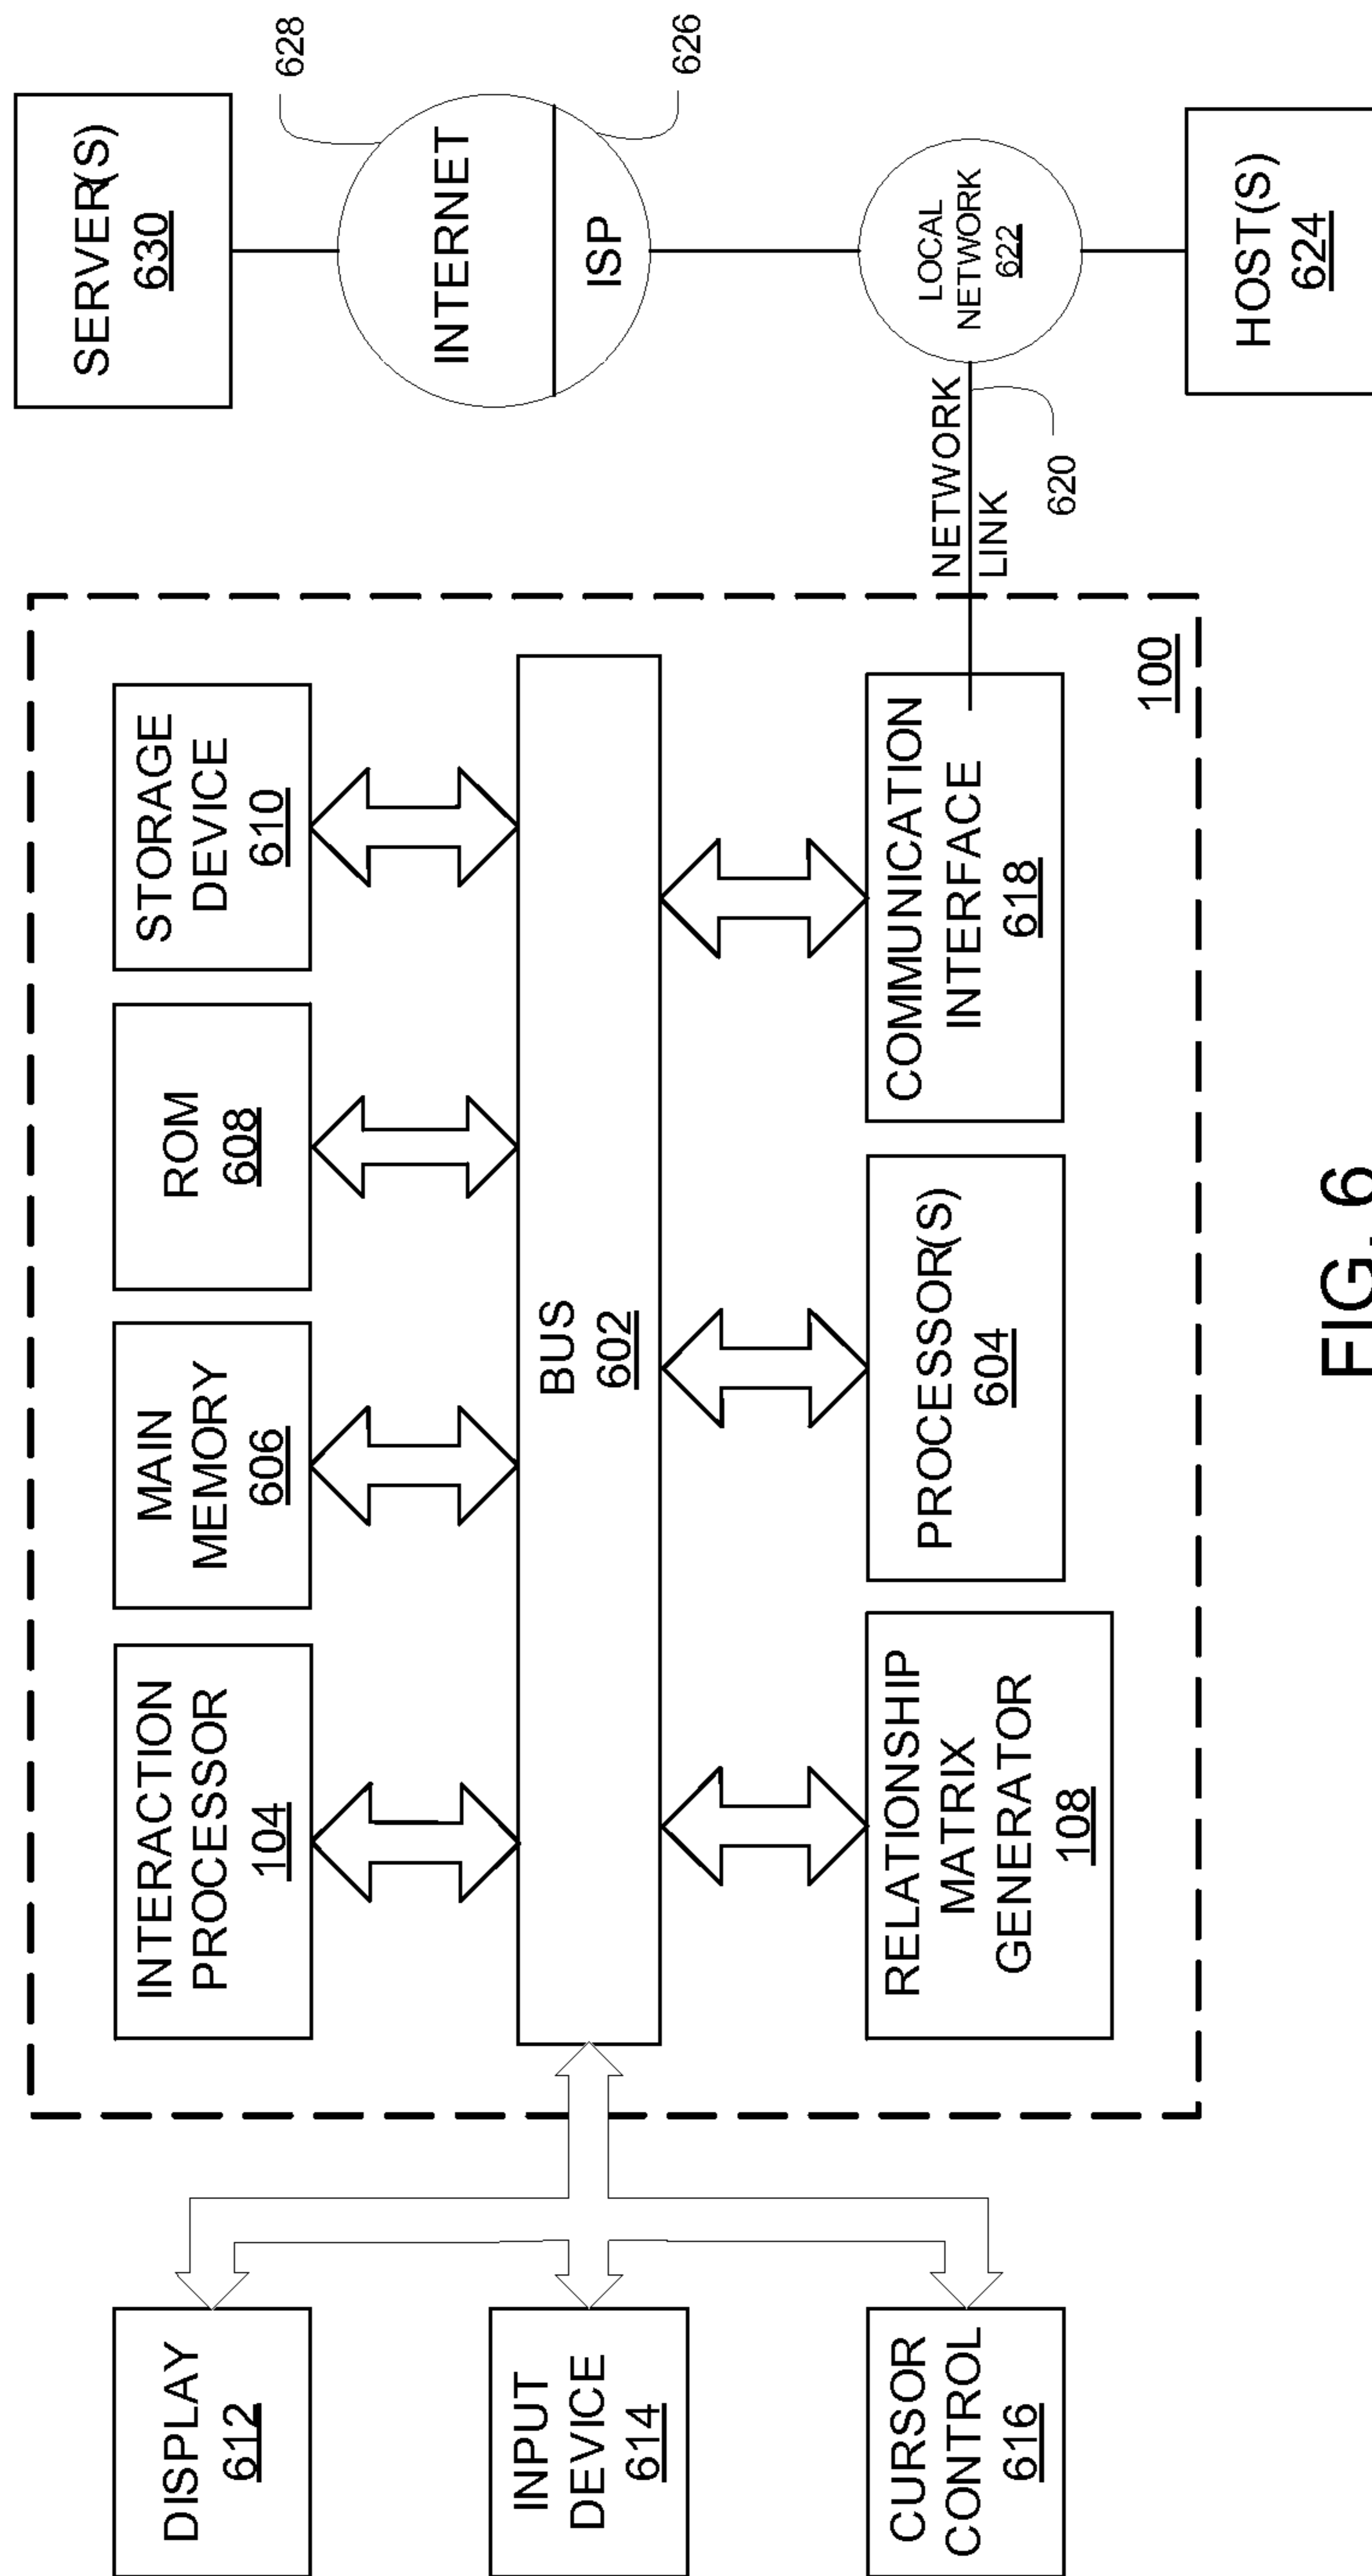 DISPLAY
612
INPUT
DEVICE
614
CURSOR
CONTROL
616
INTERACTION
PROCESSOR
104
MAIN
MEMORY
606
ROM
608
STORAGE
DEVICE
610
BUS
602
RELATIONSHIP
MATRIX
GENERATOR
108
PROCESSOR(S)
604
COMMUNICATION
INTERFACE
618
100
NETWORK
LINK
620
SERVER(S)
630
628
INTERNET
ISP
626
LOCAL
NETWORK
622
HOST(S)
624
FIG. 6